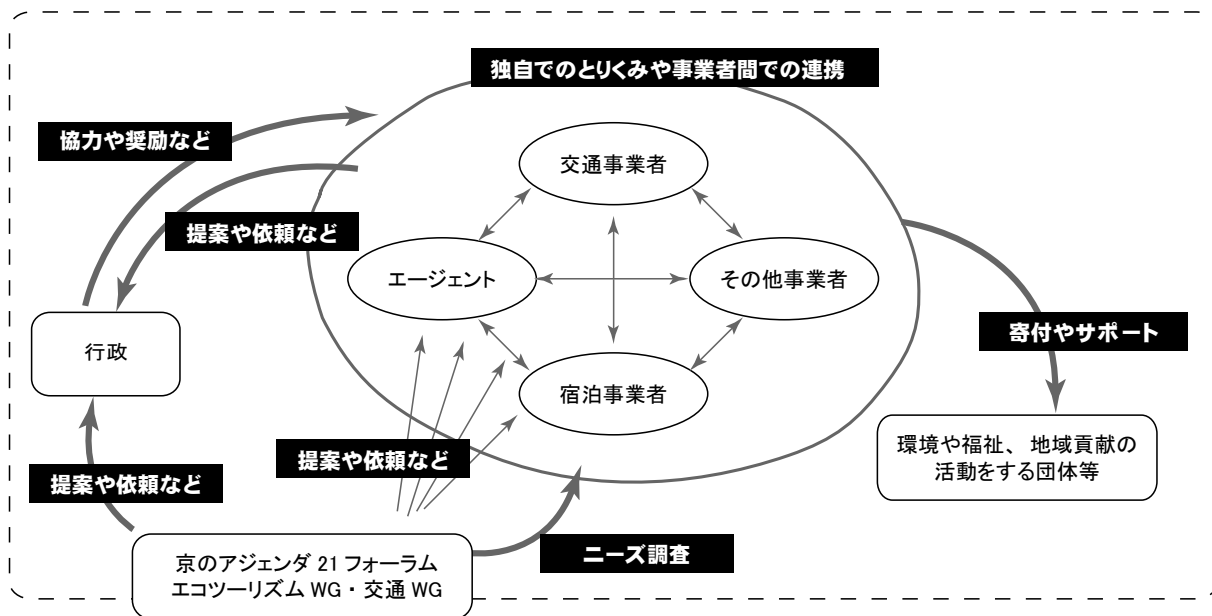 独自でのとりくみや事業者間での連携
協力や奨励など
交通事業者
提案や依頼など
エージェント
その他事業者
寄付やサポート
行政
宿泊事業者
環境や福祉、地域貢献の
活動をする団体等
提案や依頼など
提案や依頼など
ニーズ調査
京のアジェンダ 21 フォーラム
エコツーリズム WG・交通 WG